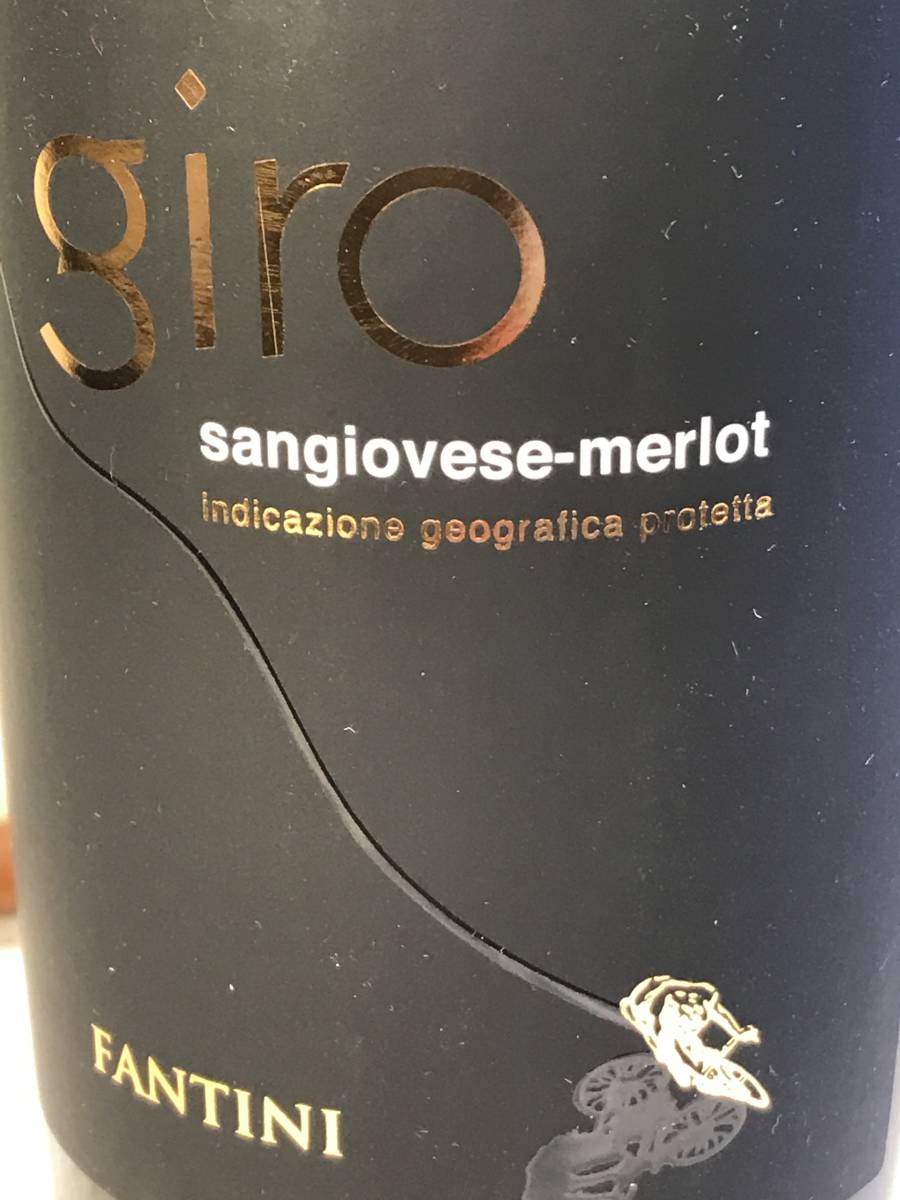 giro
sangiovese-merlot
indicazione geografica protetta
FANTINI